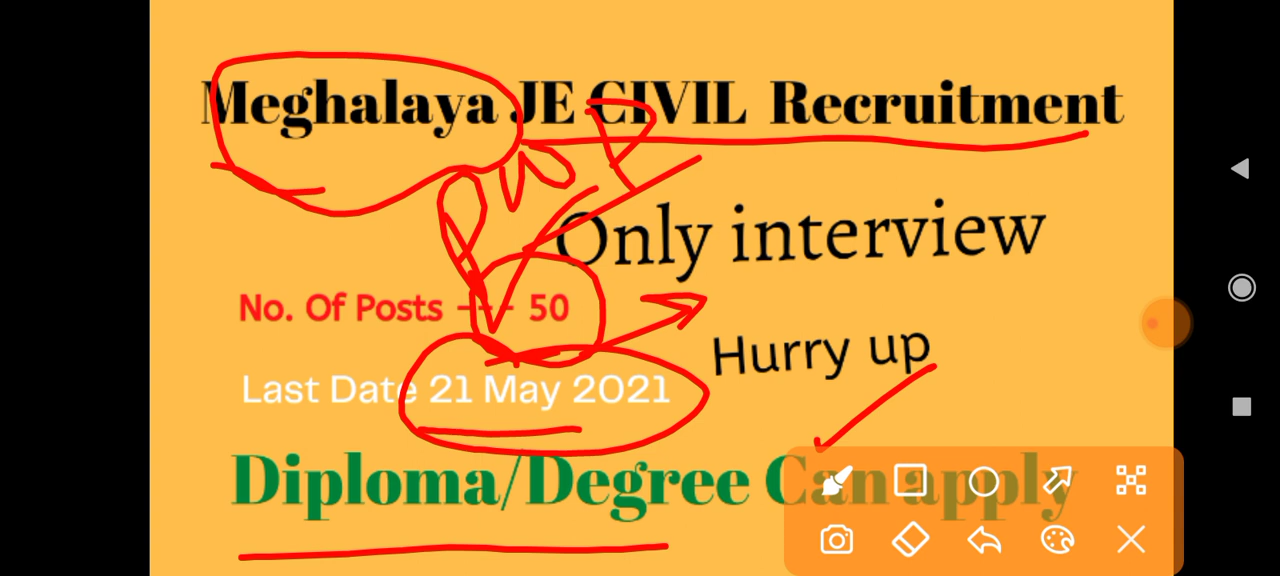 Meghalaya JE CIVIL Recruitment
Only interview
No. Of Posts --- 50
Hurry up
Last Date 21 May 2021
Diploma/Degree Can apply